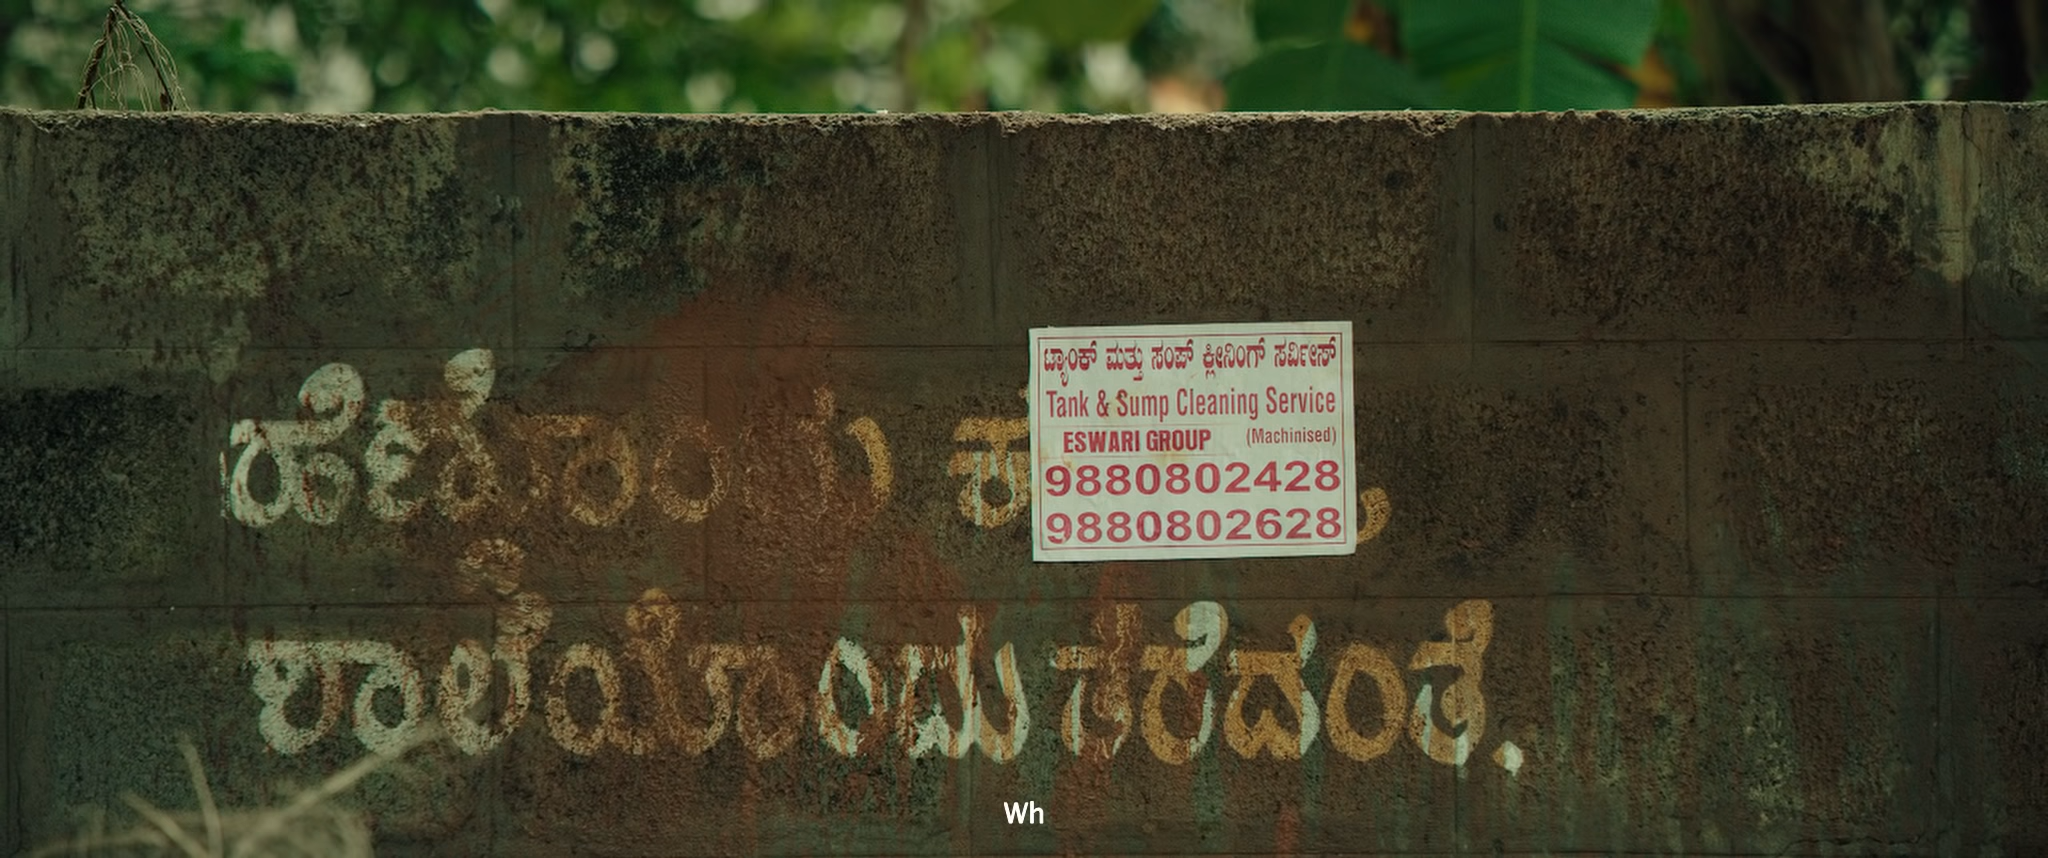 ಟ್ಯಾಂಕ್ ಮತ್ತು ಸಂಪ್ ಕ್ಲೀನಿಂಗ್ ಸರ್ವೀಸ್
Tank & Sump Cleaning Service
ESWARI GROUP (Machinised)
9880802428
9880802628
ಶಾಲೆಯೊಂದು ತೆರೆದಂತೆ.
Wh